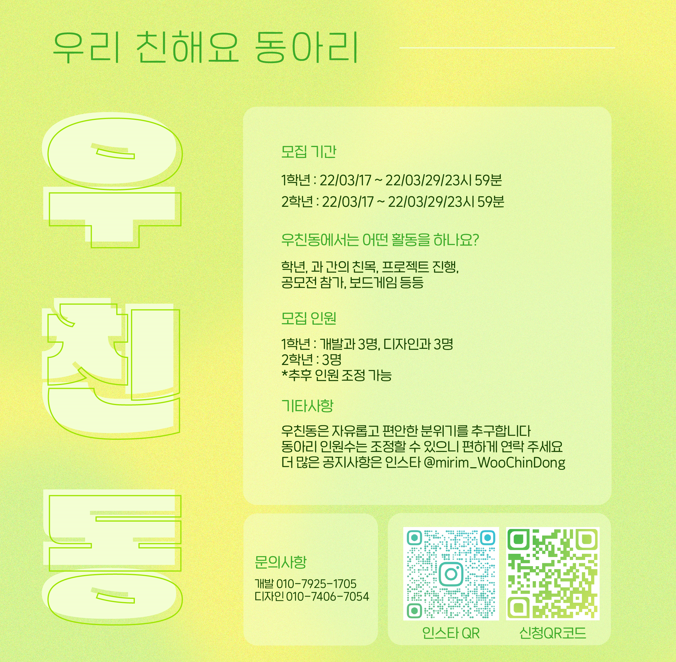 우리 친해요 동아리
우친동
모집 기간
1학년 : 22/03/17 ~ 22/03/29/23시 59분
2학년 : 22/03/17 ~ 22/03/29/23시 59분
우친동에서는 어떤 활동을 하나요?
학년, 과 간의 친목, 프로젝트 진행,
공모전 참가, 보드게임 등등
모집 인원
1학년 : 개발과 3명, 디자인과 3명
2학년 : 3명
*추후 인원 조정 가능
기타사항
우친동은 자유롭고 편안한 분위기를 추구합니다
동아리 인원수는 조정할 수 있으니 편하게 연락 주세요
더 많은 공지사항은 인스타 @mirim_WooChinDong
문의사항
개발 010-7925-1705
디자인 010-7406-7054
인스타 QR
신청QR코드